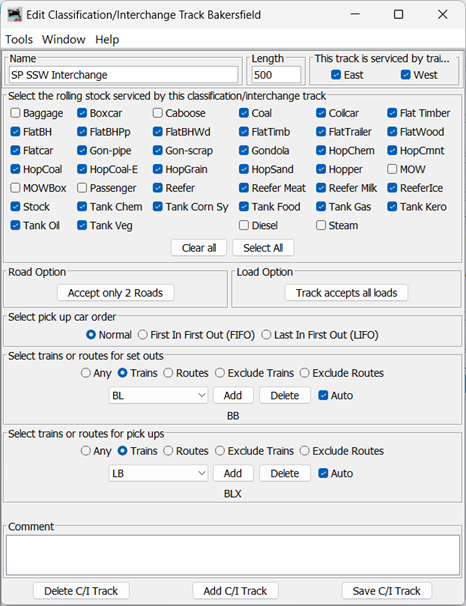 Edit Classification/Interchange Track Bakersfield
Tools Window Help
Name Length This track is serviced by trai...
SP SSW Interchange 500 East West
Select the rolling stock serviced by this classification/interchange track
Baggage Boxcar Caboose Coal Coilcar Flat Timber
FlatBH FlatBHPp FlatBHWd FlatTimb FlatTrailer FlatWood
Flatcar Gon-pipe Gon-scrap Gondola HopChem HopCmnt
HopCoal HopCoal-E HopGrain HopSand Hopper MOW
MOWBox Passenger Reefer Reefer Meat Reefer Milk ReeferIce
Stock Tank Chem Tank Corn Sy Tank Food Tank Gas Tank Kero
Tank Oil Tank Veg Diesel Steam
Clear all Select All
Road Option Load Option
Accept only 2 Roads Track accepts all loads
Select pick up car order
Normal First In First Out (FIFO) Last In First Out (LIFO)
Select trains or routes for set outs
Any Trains Routes Exclude Trains Exclude Routes
BL Add Delete Auto
BB
Select trains or routes for pick ups
Any Trains Routes Exclude Trains Exclude Routes
LB Add Delete Auto
BLX
Comment
Delete C/I Track Add C/I Track Save C/I Track